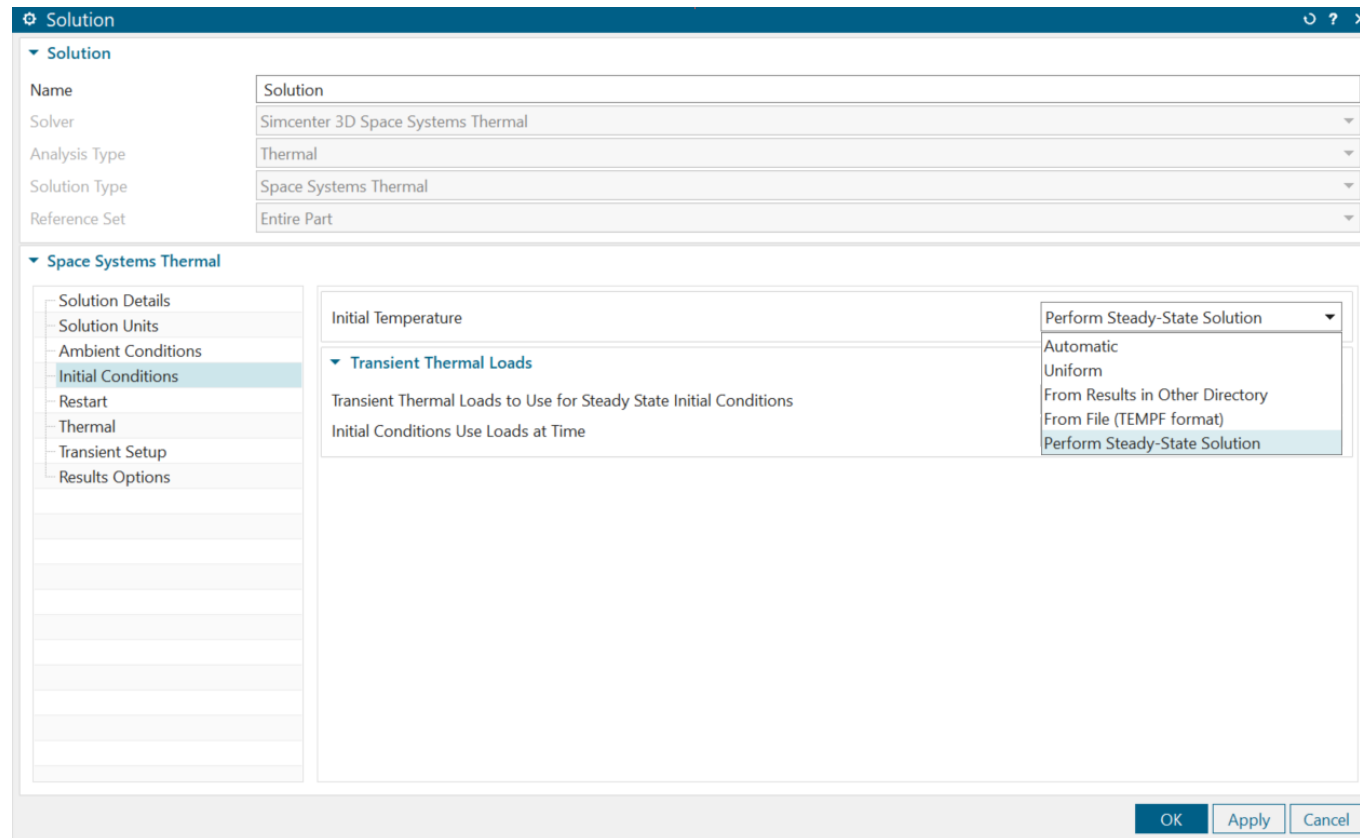 Solution
Solution
Name Solution
Solver Simcenter 3D Space Systems Thermal
Analysis Type Thermal
Solution Type Space Systems Thermal
Reference Set Entire Part
Space Systems Thermal
Solution Details
Solution Units
Ambient Conditions
Initial Conditions
Restart
Thermal
Transient Setup
Results Options
Initial Temperature Perform Steady-State Solution
Automatic
Uniform
From Results in Other Directory
From File (TEMPF format)
Perform Steady-State Solution
Transient Thermal Loads
Transient Thermal Loads to Use for Steady State Initial Conditions
Initial Conditions Use Loads at Time
OK Apply Cancel